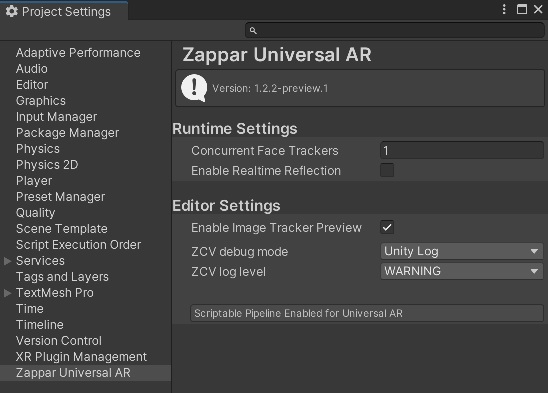 Project Settings
Adaptive Performance
Audio
Editor
Graphics
Input Manager
Package Manager
Physics
Physics 2D
Player
Preset Manager
Quality
Scene Template
Script Execution Order
Services
Tags and Layers
TextMesh Pro
Time
Timeline
Version Control
XR Plugin Management
Zappar Universal AR
Zappar Universal AR
Version: 1.2.2-preview.1
Runtime Settings
Concurrent Face Trackers 1
Enable Realtime Reflection
Editor Settings
Enable Image Tracker Preview
ZCV debug mode Unity Log
ZCV log level WARNING
Scriptable Pipeline Enabled for Universal AR